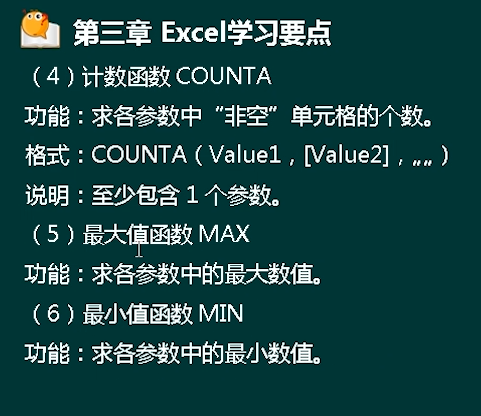 第三章 Excel学习要点
（4）计数函数 COUNTA
功能：求各参数中“非空”单元格的个数。
格式：COUNTA（Value1，[Value2]，,,,,）
说明：至少包含 1 个参数。
（5）最大值函数 MAX
功能：求各参数中的最大数值。
（6）最小值函数 MIN
功能：求各参数中的最小数值。